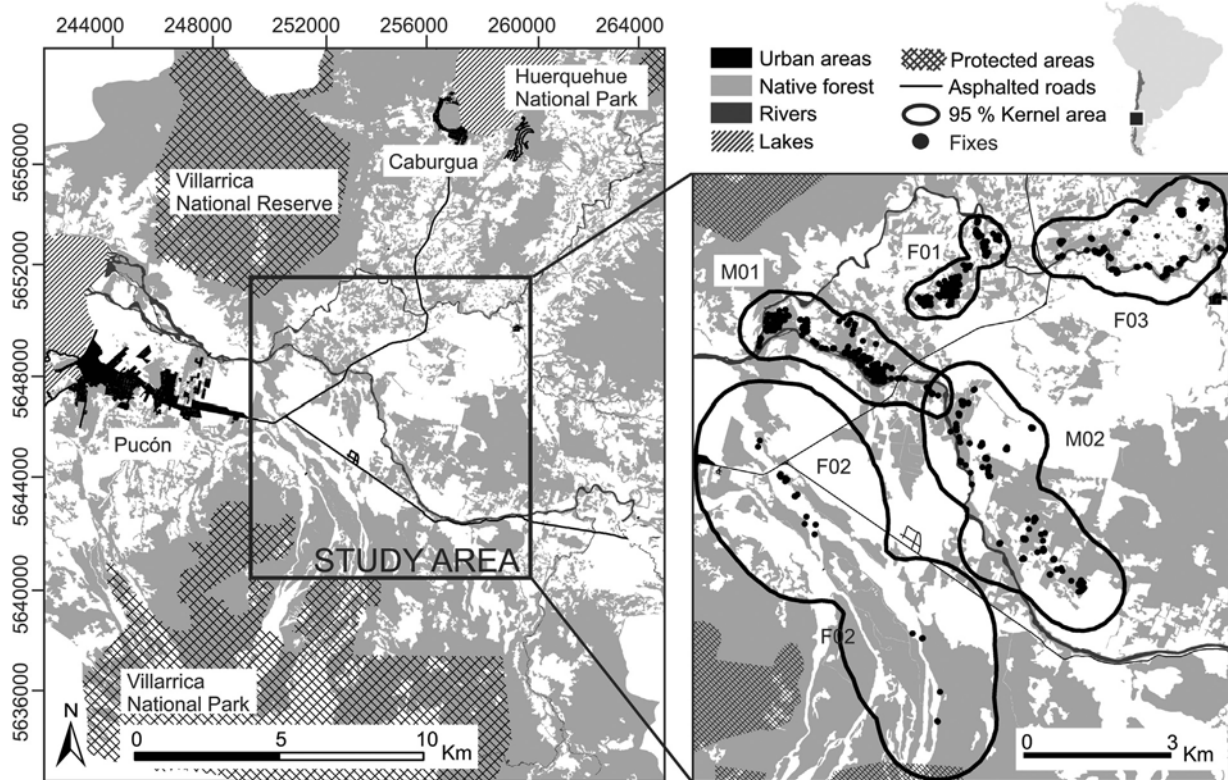 244000 248000 252000 256000 260000 264000
5656000
5652000
5648000
5644000
5640000
5636000
Huerquehue
National Park
Caburgua
Villarrica
National Reserve
Pucón
STUDY AREA
Villarrica
National Park
N
0 5 10
Km
Urban areas
Native forest
Rivers
Lakes
Protected areas
Asphalted roads
95 % Kernel area
Fixes
F01
M01
F03
M02
F02
F02
0 3
Km